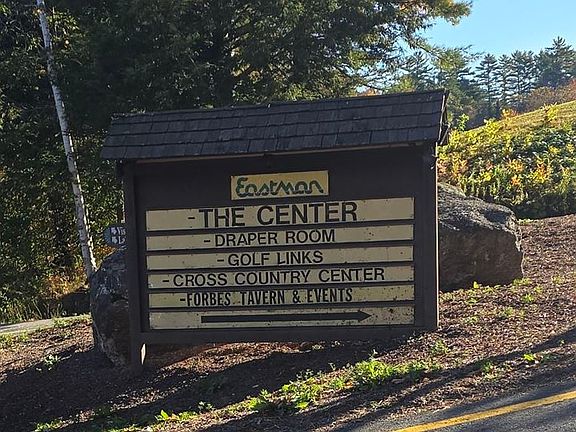 Eastman
-THE CENTER
-DRAPER ROOM
-GOLF LINKS
-CROSS COUNTRY CENTER
-FORBES TAVERN & EVENTS